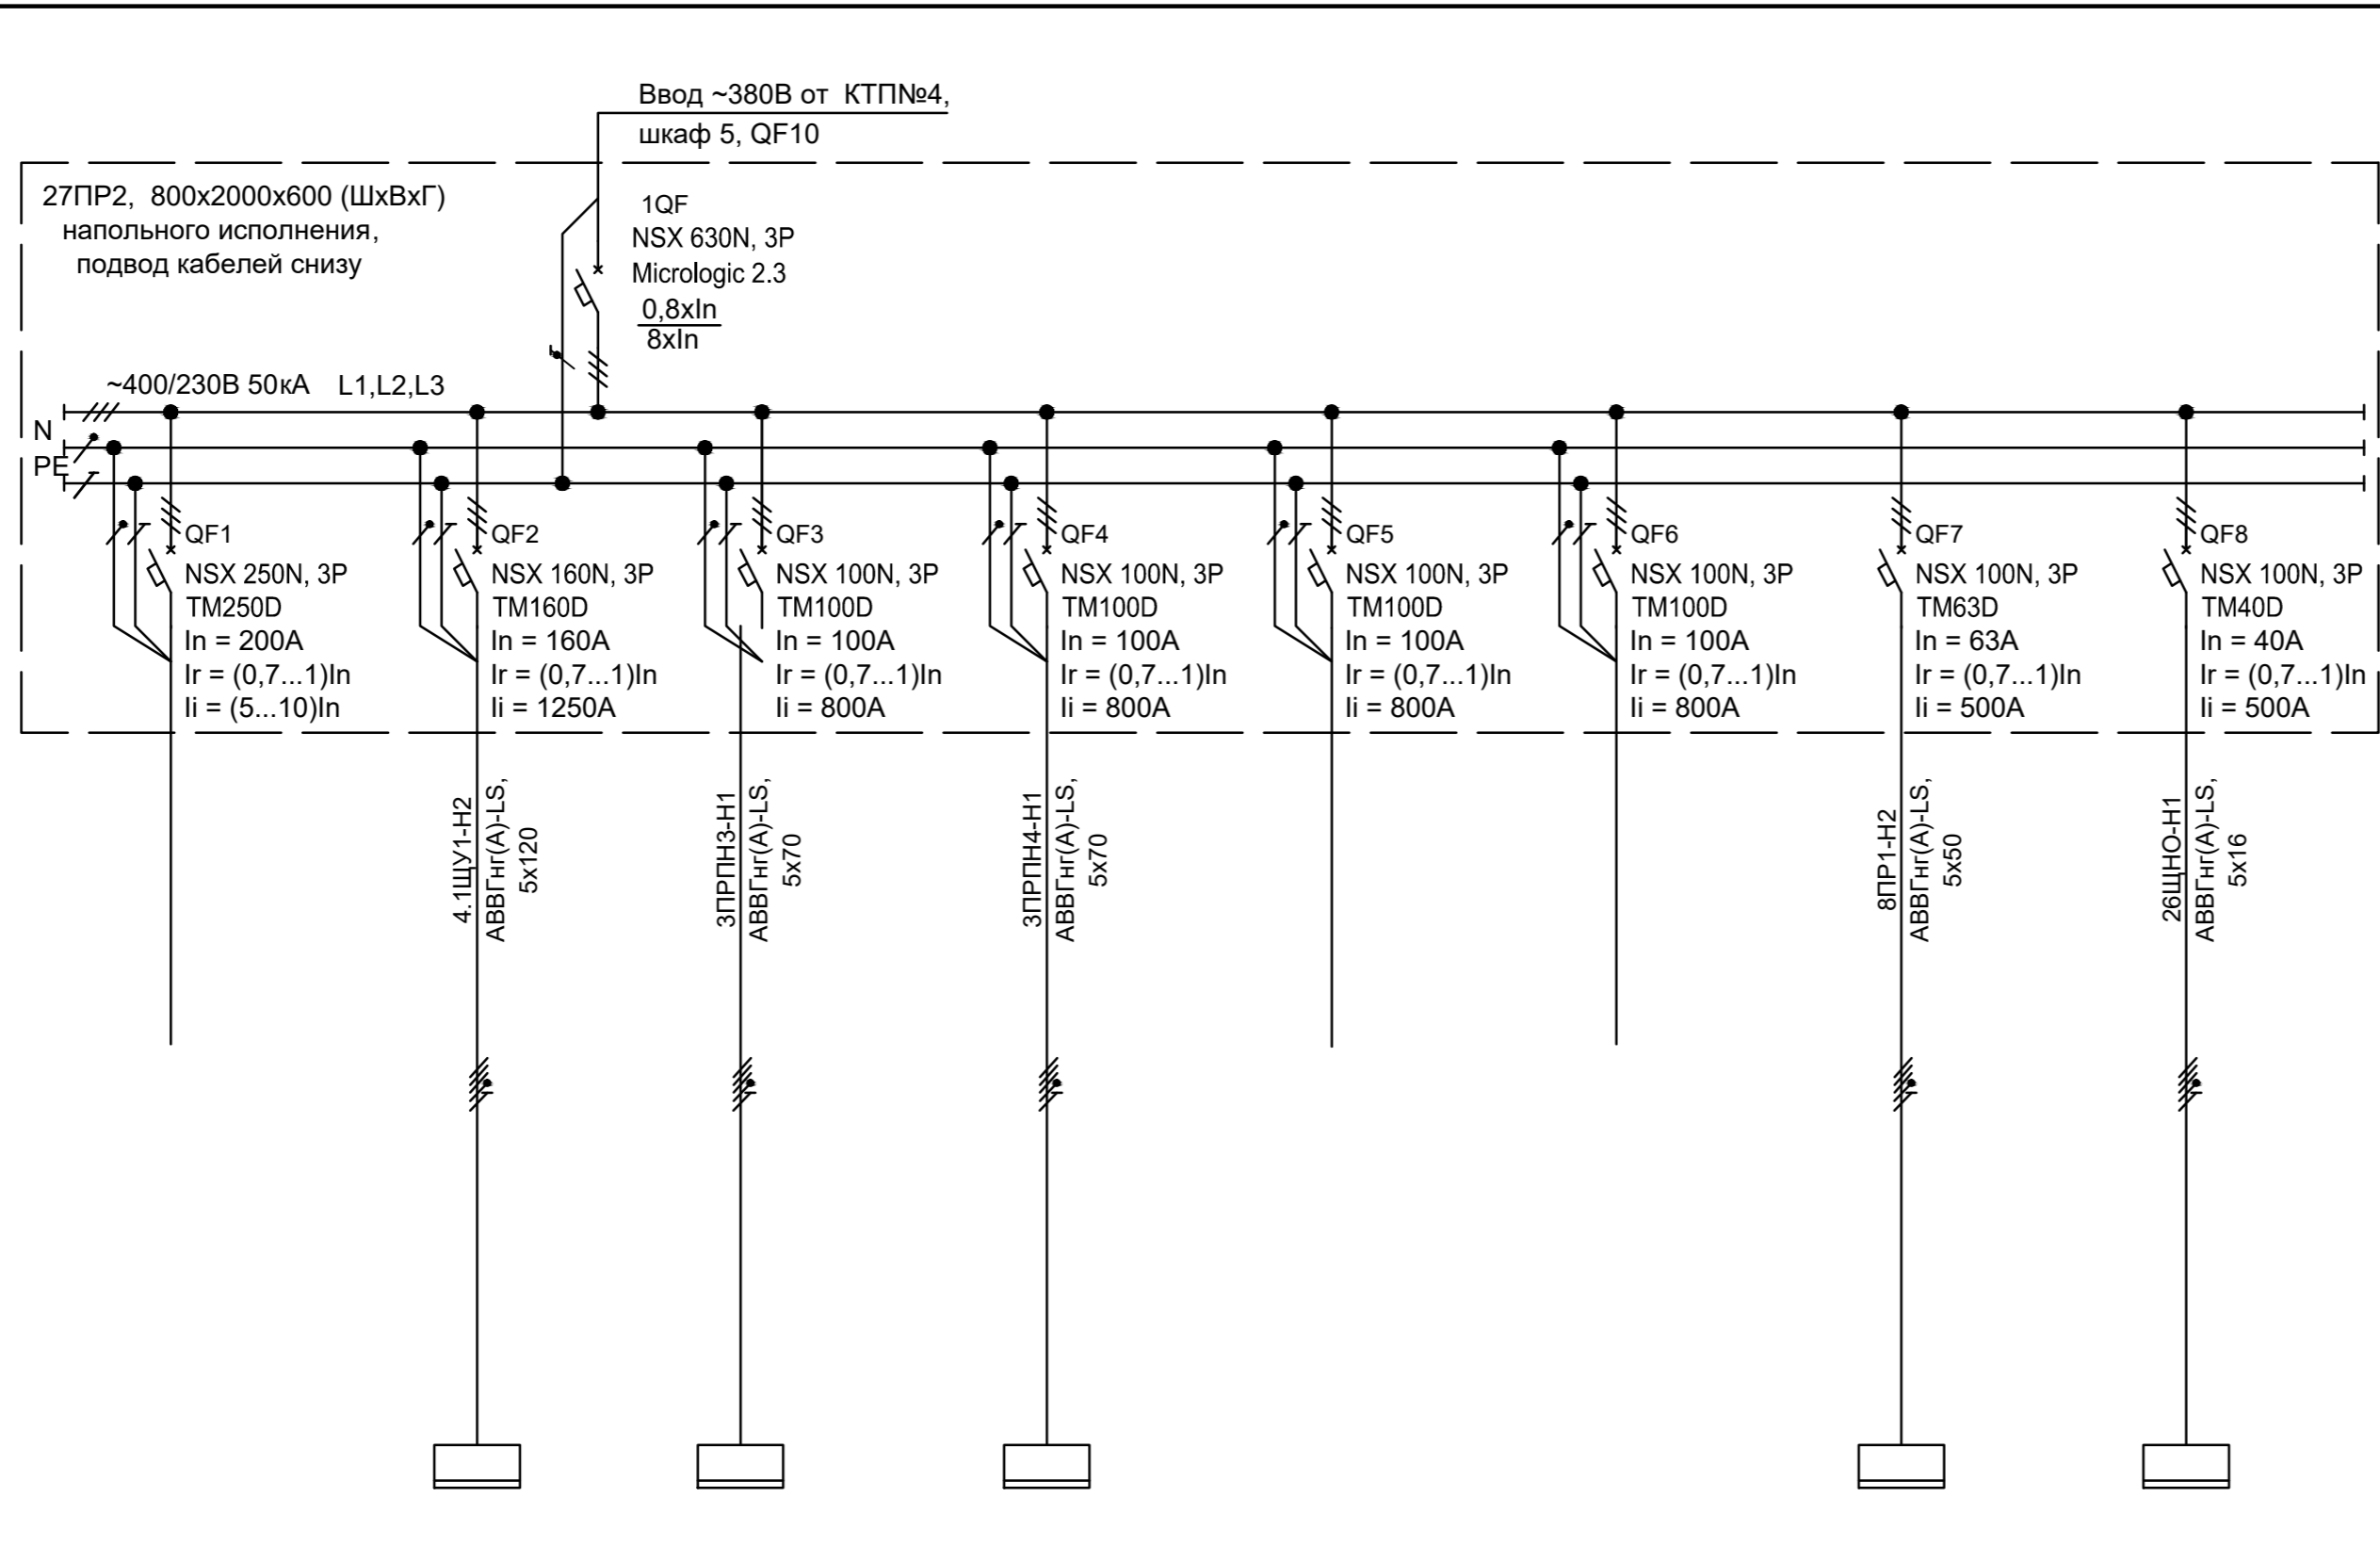 Ввод ~380В от КТП№4,
шкаф 5, QF10
27ПР2, 800х2000х600 (ШхВхГ)
напольного исполнения,
подвод кабелей снизу
1QF
NSX 630N, 3P
Micrologic 2.3
0,8xIn
8xIn
~400/230В 50кА L1,L2,L3
N
PE
QF1
NSX 250N, 3P
TM250D
In = 200A
Ir = (0,7...1)In
Ii = (5...10)In
QF2
NSX 160N, 3P
TM160D
In = 160A
Ir = (0,7...1)In
Ii = 1250A
QF3
NSX 100N, 3P
TM100D
In = 100A
Ir = (0,7...1)In
Ii = 800A
QF4
NSX 100N, 3P
TM100D
In = 100A
Ir = (0,7...1)In
Ii = 800A
QF5
NSX 100N, 3P
TM100D
In = 100A
Ir = (0,7...1)In
Ii = 800A
QF6
NSX 100N, 3P
TM100D
In = 100A
Ir = (0,7...1)In
Ii = 800A
QF7
NSX 100N, 3P
TM63D
In = 63A
Ir = (0,7...1)In
Ii = 500A
QF8
NSX 100N, 3P
TM40D
In = 40A
Ir = (0,7...1)In
Ii = 500A
4.1ЩУ1-Н2
АВВГнг(А)-LS,
5х120
3ПРПН3-Н1
АВВГнг(А)-LS,
5х70
3ПРПН4-Н1
АВВГнг(А)-LS,
5х70
8ПР1-Н2
АВВГнг(А)-LS,
5х50
26ЩНО-Н1
АВВГнг(А)-LS,
5х16